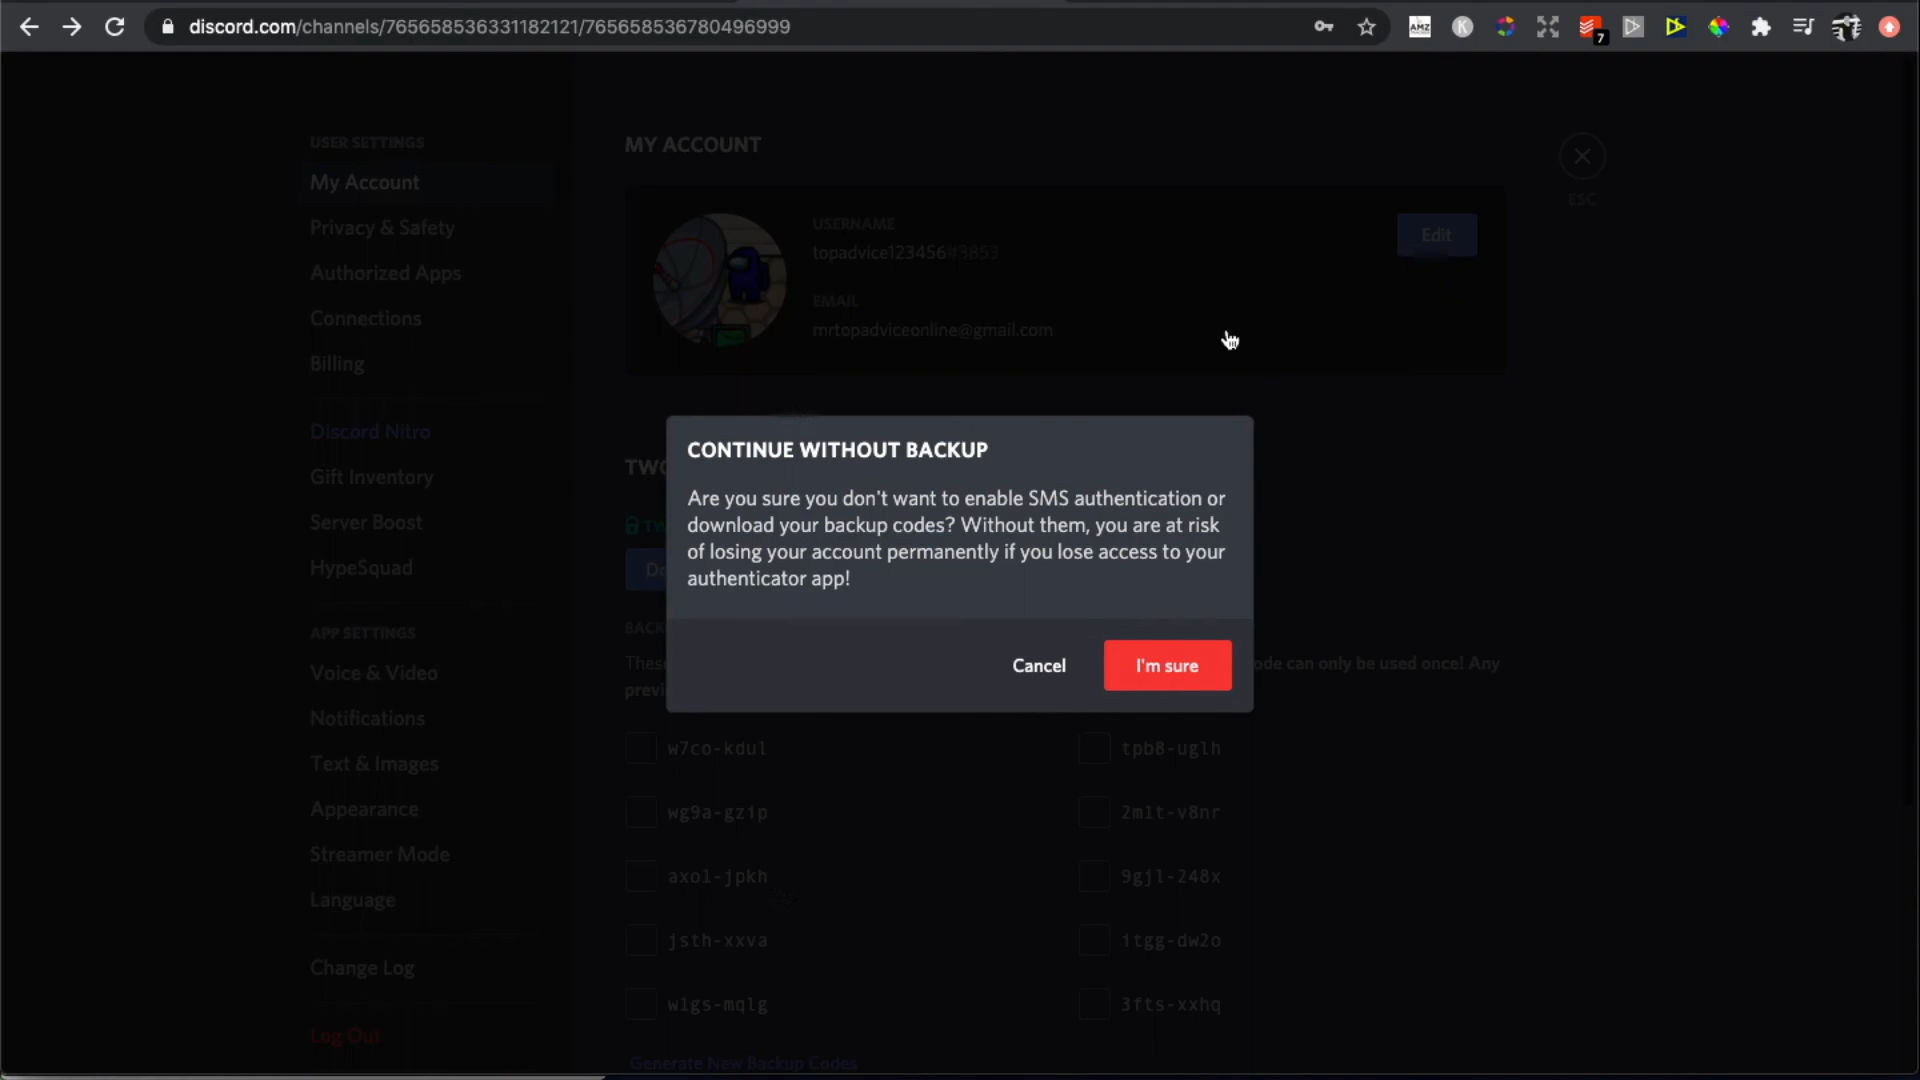 discord.com/channels/765658536331182121/765658536780496999
AMZ
K
7
USER SETTINGS
My Account
Privacy & Safety
Authorized Apps
Connections
Billing
Discord Nitro
Gift Inventory
Server Boost
HypeSquad
APP SETTINGS
Voice & Video
Notifications
Text & Images
Appearance
Streamer Mode
Language
Change Log
Log Out
MY ACCOUNT
USERNAME
topadvice123456#3853
EMAIL
mrtopadviceonline@gmail.com
Edit
ESC
CONTINUE WITHOUT BACKUP
Are you sure you don't want to enable SMS authentication or
download your backup codes? Without them, you are at risk
of losing your account permanently if you lose access to your
authenticator app!
Cancel
I'm sure
ode can only be used once! Any
w7co-kdul
tpb8-uglh
wg9a-gzip
axol-jpkh
9gjl-248x
jsth-xxva
itgg-dw2o
3fts-xxhq
Generate New Backup Codes